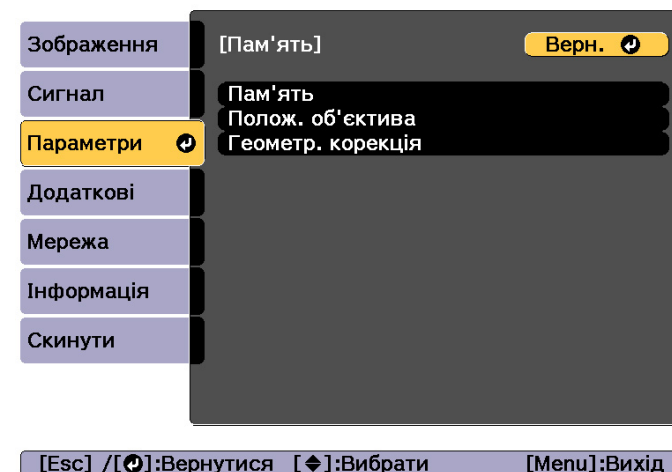 Зображення
Сигнал
Параметри
Додаткові
Мережа
Інформація
Скинути
[Пам'ять]
Верн.
Пам'ять
Полож. об'єктива
Геометр. корекція
[Esc] /[]:Вернутися []:Вибрати [Menu]:Вихід